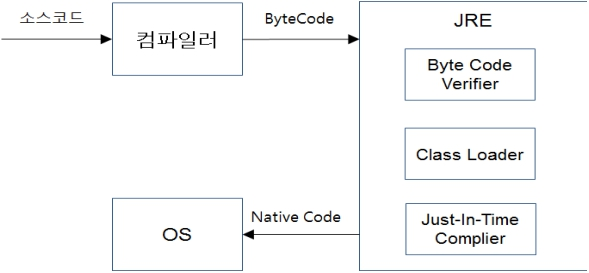 소스코드
컴파일러
ByteCode
JRE
Byte Code
Verifier
Class Loader
Just-In-Time
Complier
Native Code
OS